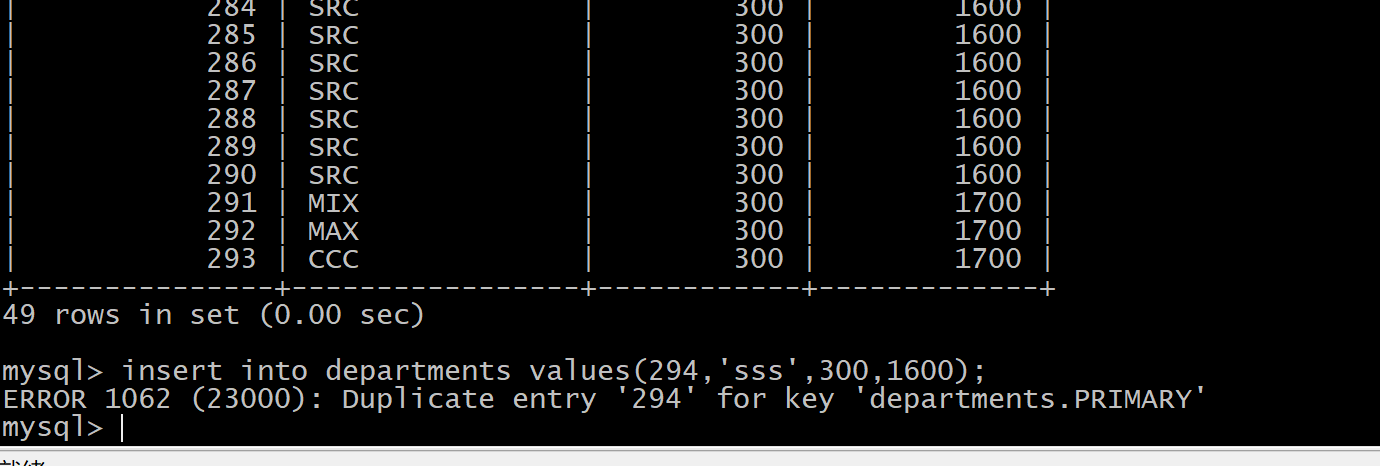 |           284 | SRC             |        300 |        1600 |
|           285 | SRC             |        300 |        1600 |
|           286 | SRC             |        300 |        1600 |
|           287 | SRC             |        300 |        1600 |
|           288 | SRC             |        300 |        1600 |
|           289 | SRC             |        300 |        1600 |
|           290 | SRC             |        300 |        1600 |
|           291 | MIX             |        300 |        1700 |
|           292 | MAX             |        300 |        1700 |
|           293 | CCC             |        300 |        1700 |
+---------------+-----------------+------------+-------------+
49 rows in set (0.00 sec)
mysql> insert into departments values(294,'sss',300,1600);
ERROR 1062 (23000): Duplicate entry '294' for key 'departments.PRIMARY'
mysql>
就绪